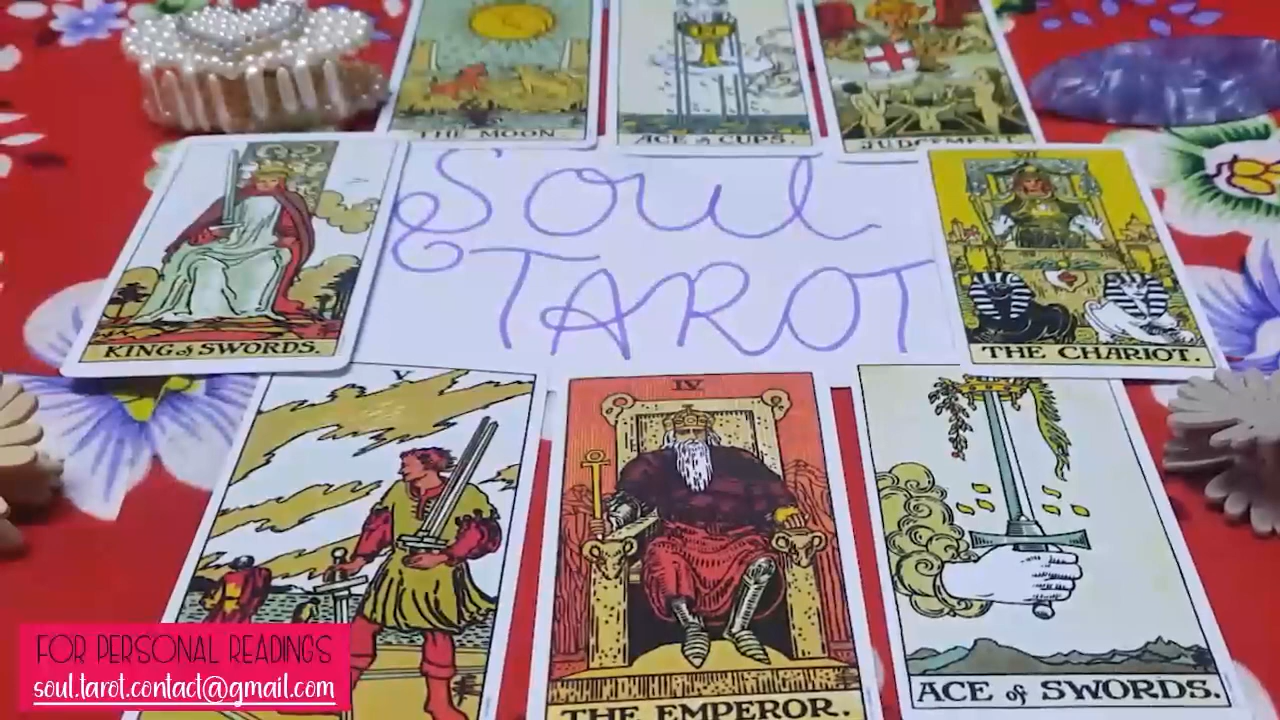 THE MOON
ACE of CUPS.
JUDGEMENT.
Soul
TAROT
KING of SWORDS.
VII
THE CHARIOT.
V
IV
THE EMPEROR.
ACE of SWORDS.
FOR PERSONAL READINGS
soul.tarot.contact@gmail.com